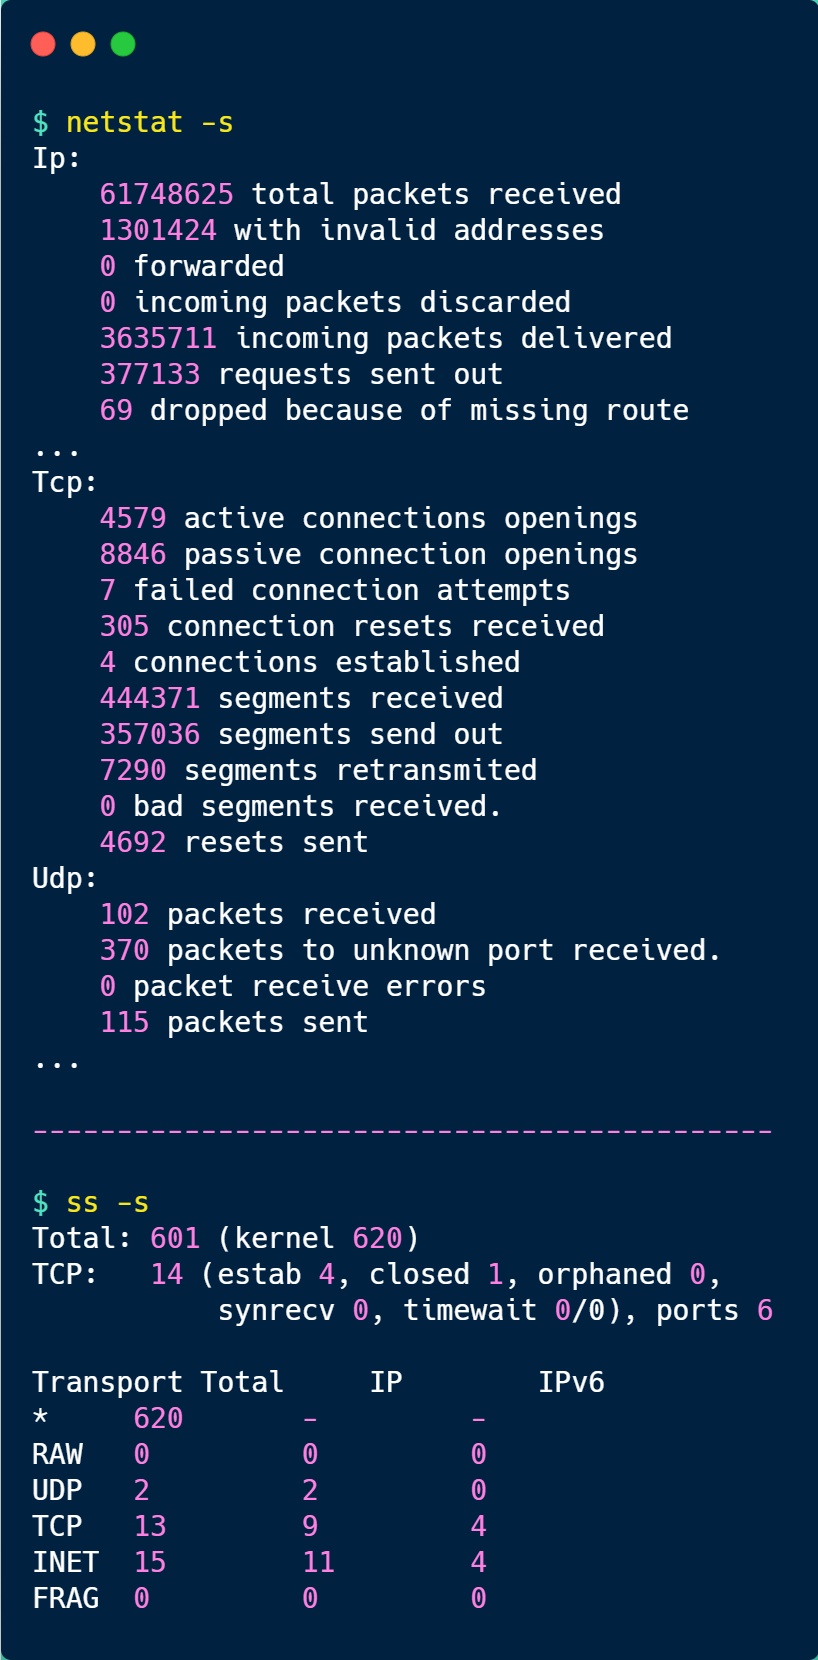 $ netstat -s
Ip:
    61748625 total packets received
    1301424 with invalid addresses
    0 forwarded
    0 incoming packets discarded
    3635711 incoming packets delivered
    377133 requests sent out
    69 dropped because of missing route
...
Tcp:
    4579 active connections openings
    8846 passive connection openings
    7 failed connection attempts
    305 connection resets received
    4 connections established
    444371 segments received
    357036 segments send out
    7290 segments retransmited
    0 bad segments received.
    4692 resets sent
Udp:
    102 packets received
    370 packets to unknown port received.
    0 packet receive errors
    115 packets sent
...
--------------------------------------------
$ ss -s
Total: 601 (kernel 620)
TCP:   14 (estab 4, closed 1, orphaned 0,
           synrecv 0, timewait 0/0), ports 6
Transport Total     IP        IPv6
*     620       -         -
RAW   0         0         0
UDP   2         2         0
TCP   13        9         4
INET  15        11        4
FRAG  0         0         0